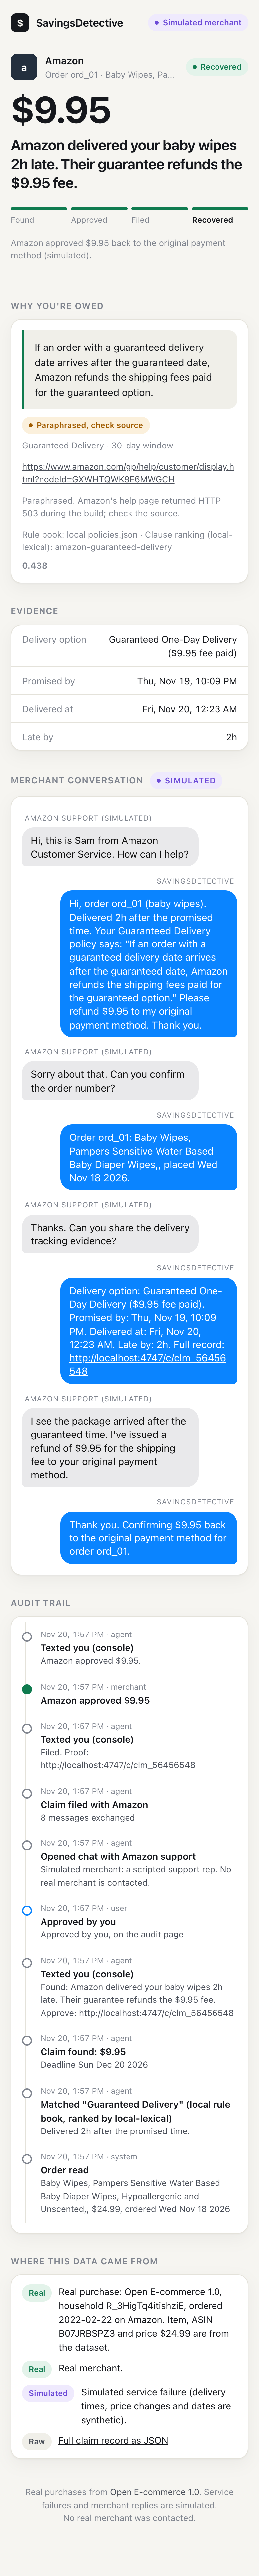 $ SavingsDetective
Simulated merchant
a
Amazon
Order ord_01 · Baby Wipes, Pa...
Recovered
$9.95
Amazon delivered your baby wipes
2h late. Their guarantee refunds the
$9.95 fee.
Found Approved Filed Recovered
Amazon approved $9.95 back to the original payment
method (simulated).
WHY YOU'RE OWED
If an order with a guaranteed delivery
date arrives after the guaranteed date,
Amazon refunds the shipping fees paid
for the guaranteed option.
Paraphrased, check source
Guaranteed Delivery · 30-day window
https://www.amazon.com/gp/help/customer/display.h
tml?nodeId=GXWHTQWK9E6MWGCH
Paraphrased. Amazon's help page returned HTTP
503 during the build; check the source.
Rule book: local policies.json · Clause ranking (local-
lexical): amazon-guaranteed-delivery
0.438
EVIDENCE
Delivery option Guaranteed One-Day Delivery
($9.95 fee paid)
Promised by Thu, Nov 19, 10:09 PM
Delivered at Fri, Nov 20, 12:23 AM
Late by 2h
MERCHANT CONVERSATION SIMULATED
AMAZON SUPPORT (SIMULATED)
Hi, this is Sam from Amazon
Customer Service. How can I help?
SAVINGSDETECTIVE
Hi, order ord_01 (baby wipes).
Delivered 2h after the promised
time. Your Guaranteed Delivery
policy says: "If an order with a
guaranteed delivery date arrives
after the guaranteed date, Amazon
refunds the shipping fees paid for
the guaranteed option." Please
refund $9.95 to my original
payment method. Thank you.
AMAZON SUPPORT (SIMULATED)
Sorry about that. Can you confirm
the order number?
SAVINGSDETECTIVE
Order ord_01: Baby Wipes,
Pampers Sensitive Water Based
Baby Diaper Wipes,, placed Wed
Nov 18 2026.
AMAZON SUPPORT (SIMULATED)
Thanks. Can you share the delivery
tracking evidence?
SAVINGSDETECTIVE
Delivery option: Guaranteed One-
Day Delivery ($9.95 fee paid).
Promised by: Thu, Nov 19, 10:09
PM. Delivered at: Fri, Nov 20,
12:23 AM. Late by: 2h. Full record:
http://localhost:4747/c/clm_56456
548
AMAZON SUPPORT (SIMULATED)
I see the package arrived after the
guaranteed time. I've issued a
refund of $9.95 for the shipping
fee to your original payment
method.
SAVINGSDETECTIVE
Thank you. Confirming $9.95 back
to the original payment method for
order ord_01.
AUDIT TRAIL
Nov 20, 1:57 PM · agent
Texted you (console)
Amazon approved $9.95.
Nov 20, 1:57 PM · merchant
Amazon approved $9.95
Nov 20, 1:57 PM · agent
Texted you (console)
Filed. Proof:
http://localhost:4747/c/clm_56456548
Nov 20, 1:57 PM · agent
Claim filed with Amazon
8 messages exchanged
Nov 20, 1:57 PM · agent
Opened chat with Amazon support
Simulated merchant: a scripted support rep. No
real merchant is contacted.
Nov 20, 1:57 PM · user
Approved by you
Approved by you, on the audit page
Nov 20, 1:57 PM · agent
Texted you (console)
Found: Amazon delivered your baby wipes 2h
late. Their guarantee refunds the $9.95 fee.
Approve: http://localhost:4747/c/clm_56456548
Nov 20, 1:57 PM · agent
Claim found: $9.95
Deadline Sun Dec 20 2026
Nov 20, 1:57 PM · agent
Matched "Guaranteed Delivery" (local rule
book, ranked by local-lexical)
Delivered 2h after the promised time.
Nov 20, 1:57 PM · system
Order read
Baby Wipes, Pampers Sensitive Water Based
Baby Diaper Wipes, Hypoallergenic and
Unscented,, $24.99, ordered Wed Nov 18 2026
WHERE THIS DATA CAME FROM
Real Real purchase: Open E-commerce 1.0,
household R_3HigTq4itishziE, ordered
2022-02-22 on Amazon. Item, ASIN
B07JRBSPZ3 and price $24.99 are from
the dataset.
Real Real merchant.
Simulated Simulated service failure (delivery
times, price changes and dates are
synthetic).
Raw Full claim record as JSON
Real purchases from Open E-commerce 1.0. Service
failures and merchant replies are simulated.
No real merchant was contacted.